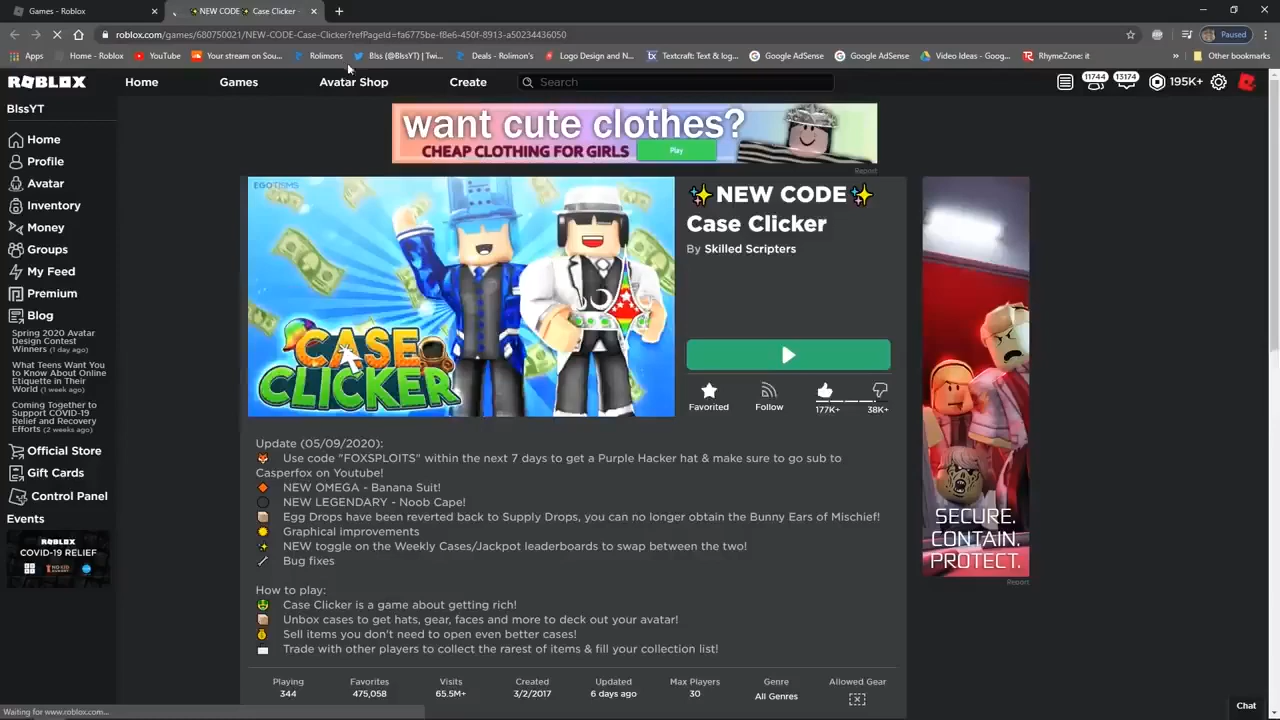 Games - Roblox
✨NEW CODE✨ Case Clicker -
roblox.com/games/680750021/NEW-CODE-Case-Clicker?refPageId=fa6775be-f8e6-450f-8913-a50234436050
Paused
Apps
Home - Roblox
YouTube
Your stream on Sou...
Rolimons
Blss (@BlssYT) | Twi...
Deals - Rolimon's
Logo Design and N...
Textcraft: Text & log...
Google AdSense
Google AdSense
Video Ideas - Goog...
RhymeZone: it
»
Other bookmarks
ROBLOX
Home
Games
Avatar Shop
Create
Search
11744
13174
195K+
BlssYT
Home
Profile
Avatar
Inventory
Money
Groups
My Feed
Premium
Blog
Spring 2020 Avatar
Design Contest
Winners (1 day ago)
What Teens Want You
to Know About Online
Etiquette in Their
World (1 week ago)
Coming Together to
Support COVID-19
Relief and Recovery
Efforts (2 weeks ago)
Official Store
Gift Cards
Control Panel
Events
ROBLOX
COVID-19 RELIEF
want cute clothes?
CHEAP CLOTHING FOR GIRLS
Play
Report
CASE
CLICKER
✨NEW CODE✨
Case Clicker
By Skilled Scripters
Favorited
Follow
177K+
38K+
Update (05/09/2020):
Use code "FOXSPLOITS" within the next 7 days to get a Purple Hacker hat & make sure to go sub to
Casperfox on Youtube!
NEW OMEGA - Banana Suit!
NEW LEGENDARY - Noob Cape!
Egg Drops have been reverted back to Supply Drops, you can no longer obtain the Bunny Ears of Mischief!
Graphical improvements
NEW toggle on the Weekly Cases/Jackpot leaderboards to swap between the two!
Bug fixes
How to play:
Case Clicker is a game about getting rich!
Unbox cases to get hats, gear, faces and more to deck out your avatar!
Sell items you don't need to open even better cases!
Trade with other players to collect the rarest of items & fill your collection list!
Playing
344
Favorites
475,058
Visits
65.5M+
Created
3/2/2017
Updated
6 days ago
Max Players
30
Genre
All Genres
Allowed Gear
SECURE.
CONTAIN.
PROTECT.
Report
Waiting for www.roblox.com...
Chat